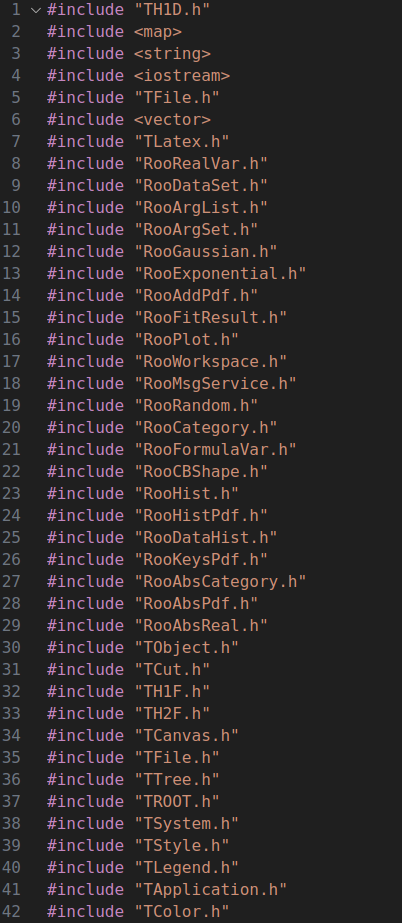 1 #include "TH1D.h"
2 #include <map>
3 #include <string>
4 #include <iostream>
5 #include "TFile.h"
6 #include <vector>
7 #include "TLatex.h"
8 #include "RooRealVar.h"
9 #include "RooDataSet.h"
10 #include "RooArgList.h"
11 #include "RooArgSet.h"
12 #include "RooGaussian.h"
13 #include "RooExponential.h"
14 #include "RooAddPdf.h"
15 #include "RooFitResult.h"
16 #include "RooPlot.h"
17 #include "RooWorkspace.h"
18 #include "RooMsgService.h"
19 #include "RooRandom.h"
20 #include "RooCategory.h"
21 #include "RooFormulaVar.h"
22 #include "RooCBShape.h"
23 #include "RooHist.h"
24 #include "RooHistPdf.h"
25 #include "RooDataHist.h"
26 #include "RooKeysPdf.h"
27 #include "RooAbsCategory.h"
28 #include "RooAbsPdf.h"
29 #include "RooAbsReal.h"
30 #include "TObject.h"
31 #include "TCut.h"
32 #include "TH1F.h"
33 #include "TH2F.h"
34 #include "TCanvas.h"
35 #include "TFile.h"
36 #include "TTree.h"
37 #include "TROOT.h"
38 #include "TSystem.h"
39 #include "TStyle.h"
40 #include "TLegend.h"
41 #include "TApplication.h"
42 #include "TColor.h"